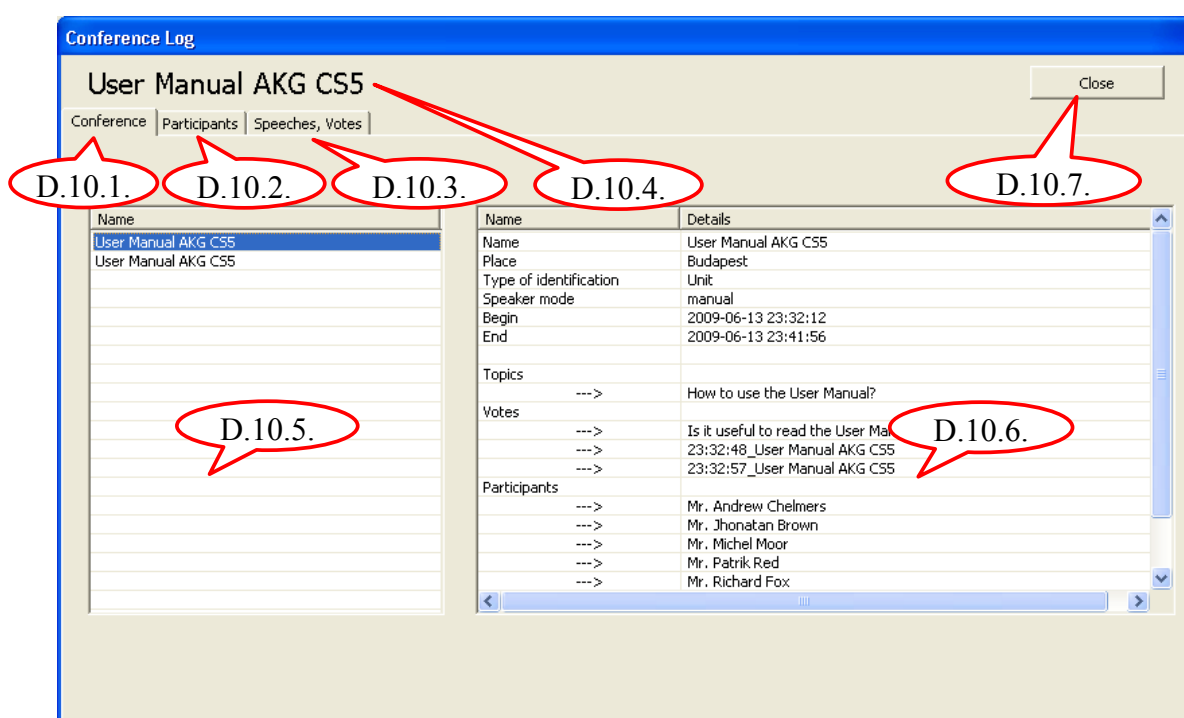 Conference Log
User Manual AKG CS5
Close
Conference Participants Speeches, Votes
D.10.1. D.10.2. D.10.3. D.10.4. D.10.7.
Name
User Manual AKG CS5
User Manual AKG CS5
D.10.5.
Name Details
Name User Manual AKG CS5
Place Budapest
Type of identification Unit
Speaker mode manual
Begin 2009-06-13 23:32:12
End 2009-06-13 23:41:56
Topics
---> How to use the User Manual?
Votes
---> Is it useful to read the User
---> 23:32:48_User Manual AKG CS5
---> 23:32:57_User Manual AKG CS5
D.10.6.
Participants
---> Mr. Andrew Chelmers
---> Mr. Jhonatan Brown
---> Mr. Michel Moor
---> Mr. Patrik Red
---> Mr. Richard Fox